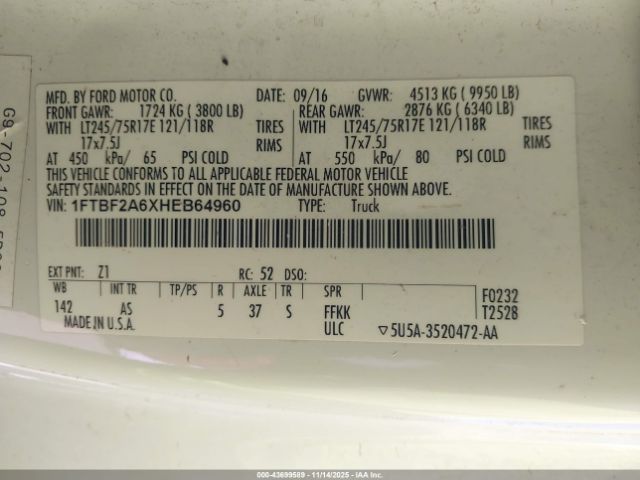 MFD. BY FORD MOTOR CO. DATE: 09/16 GVWR: 4513 KG ( 9950 LB)
FRONT GAWR: 1724 KG ( 3800 LB) REAR GAWR: 2876 KG ( 6340 LB)
WITH LT245/75R17E 121/118R TIRES WITH LT245/75R17E 121/118R TIRES
17x7.5J RIMS 17x7.5J RIMS
AT 450 kPa/ 65 PSI COLD AT 550 kPa/ 80 PSI COLD
THIS VEHICLE CONFORMS TO ALL APPLICABLE FEDERAL MOTOR VEHICLE
SAFETY STANDARDS IN EFFECT ON THE DATE OF MANUFACTURE SHOWN ABOVE.
VIN: 1FTBF2A6XHEB64960 TYPE: Truck
EXT PNT: Z1 RC: 52 DSO:
WB INT TR TP/PS R AXLE TR SPR
142 AS 5 37 S FFKK F0232
T2528
MADE IN U.S.A. ULC ▽5U5A-3520472-AA
000-43699589 - 11/14/2025 - IAAI.CA